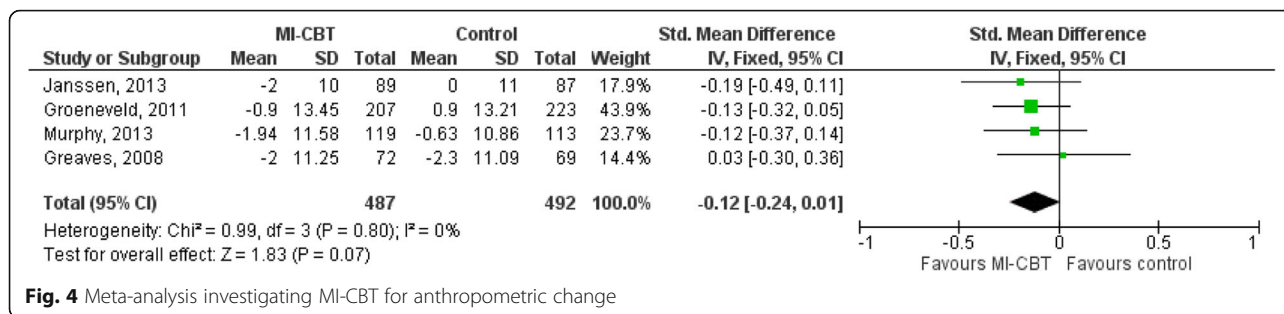 MI-CBT Control Std. Mean Difference Std. Mean Difference
Study or Subgroup Mean SD Total Mean SD Total Weight IV, Fixed, 95% CI IV, Fixed, 95% CI
Janssen, 2013 -2 10 89 0 11 87 17.9% -0.19 [-0.49, 0.11]
Groeneveld, 2011 -0.9 13.45 207 0.9 13.21 223 43.9% -0.13 [-0.32, 0.05]
Murphy, 2013 -1.94 11.58 119 -0.63 10.86 113 23.7% -0.12 [-0.37, 0.14]
Greaves, 2008 -2 11.25 72 -2.3 11.09 69 14.4% 0.03 [-0.30, 0.36]
Total (95% CI) 487 492 100.0% -0.12 [-0.24, 0.01]
Heterogeneity: Chi² = 0.99, df = 3 (P = 0.80); I² = 0%
Test for overall effect: Z = 1.83 (P = 0.07)
-1 -0.5 0 0.5 1
Favours MI-CBT Favours control
Fig. 4 Meta-analysis investigating MI-CBT for anthropometric change